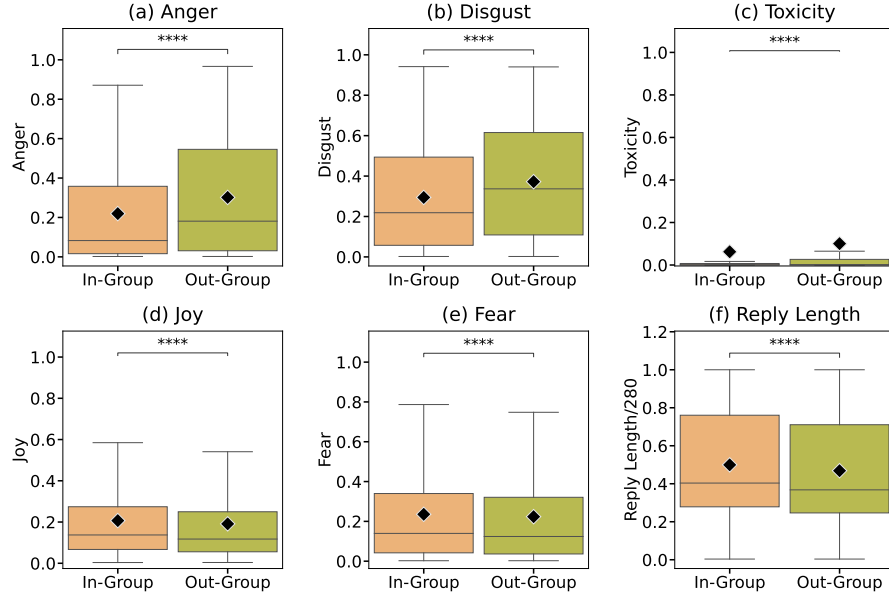 (a) Anger
****
Anger
1.0
0.8
0.6
0.4
0.2
0.0
In-Group Out-Group
(b) Disgust
****
Disgust
1.0
0.8
0.6
0.4
0.2
0.0
In-Group Out-Group
(c) Toxicity
****
Toxicity
1.0
0.8
0.6
0.4
0.2
0.0
In-Group Out-Group
(d) Joy
****
Joy
1.0
0.8
0.6
0.4
0.2
0.0
In-Group Out-Group
(e) Fear
****
Fear
1.0
0.8
0.6
0.4
0.2
0.0
In-Group Out-Group
(f) Reply Length
****
Reply Length/280
1.2
1.0
0.8
0.6
0.4
0.2
0.0
In-Group Out-Group